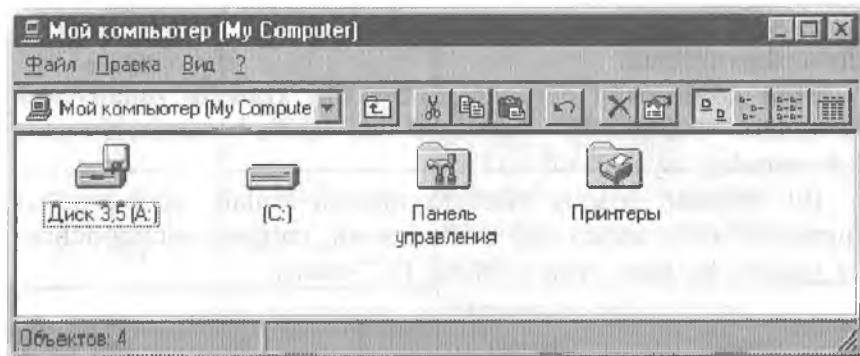 Мой компьютер (My Computer)
Файл Правка Вид ?
Мой компьютер (My Compute
Диск 3,5 (A:)
(C:)
Панель
управления
Принтеры
Объектов: 4